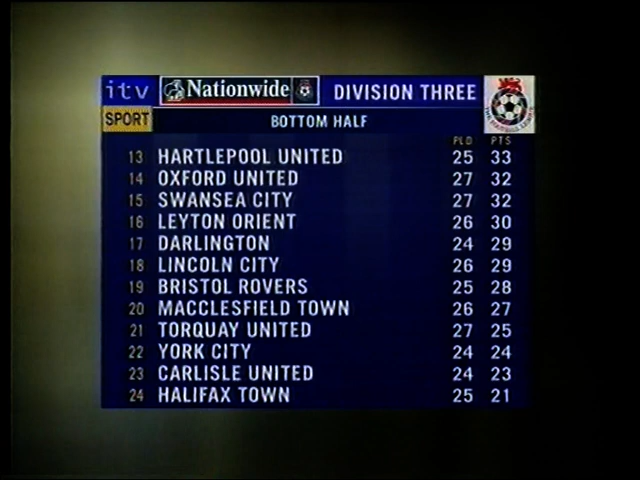 itv Nationwide DIVISION THREE
SPORT BOTTOM HALF
PLD PTS
13 HARTLEPOOL UNITED 25 33
14 OXFORD UNITED 27 32
15 SWANSEA CITY 27 32
16 LEYTON ORIENT 26 30
17 DARLINGTON 24 29
18 LINCOLN CITY 26 29
19 BRISTOL ROVERS 25 28
20 MACCLESFIELD TOWN 26 27
21 TORQUAY UNITED 27 25
22 YORK CITY 24 24
23 CARLISLE UNITED 24 23
24 HALIFAX TOWN 25 21